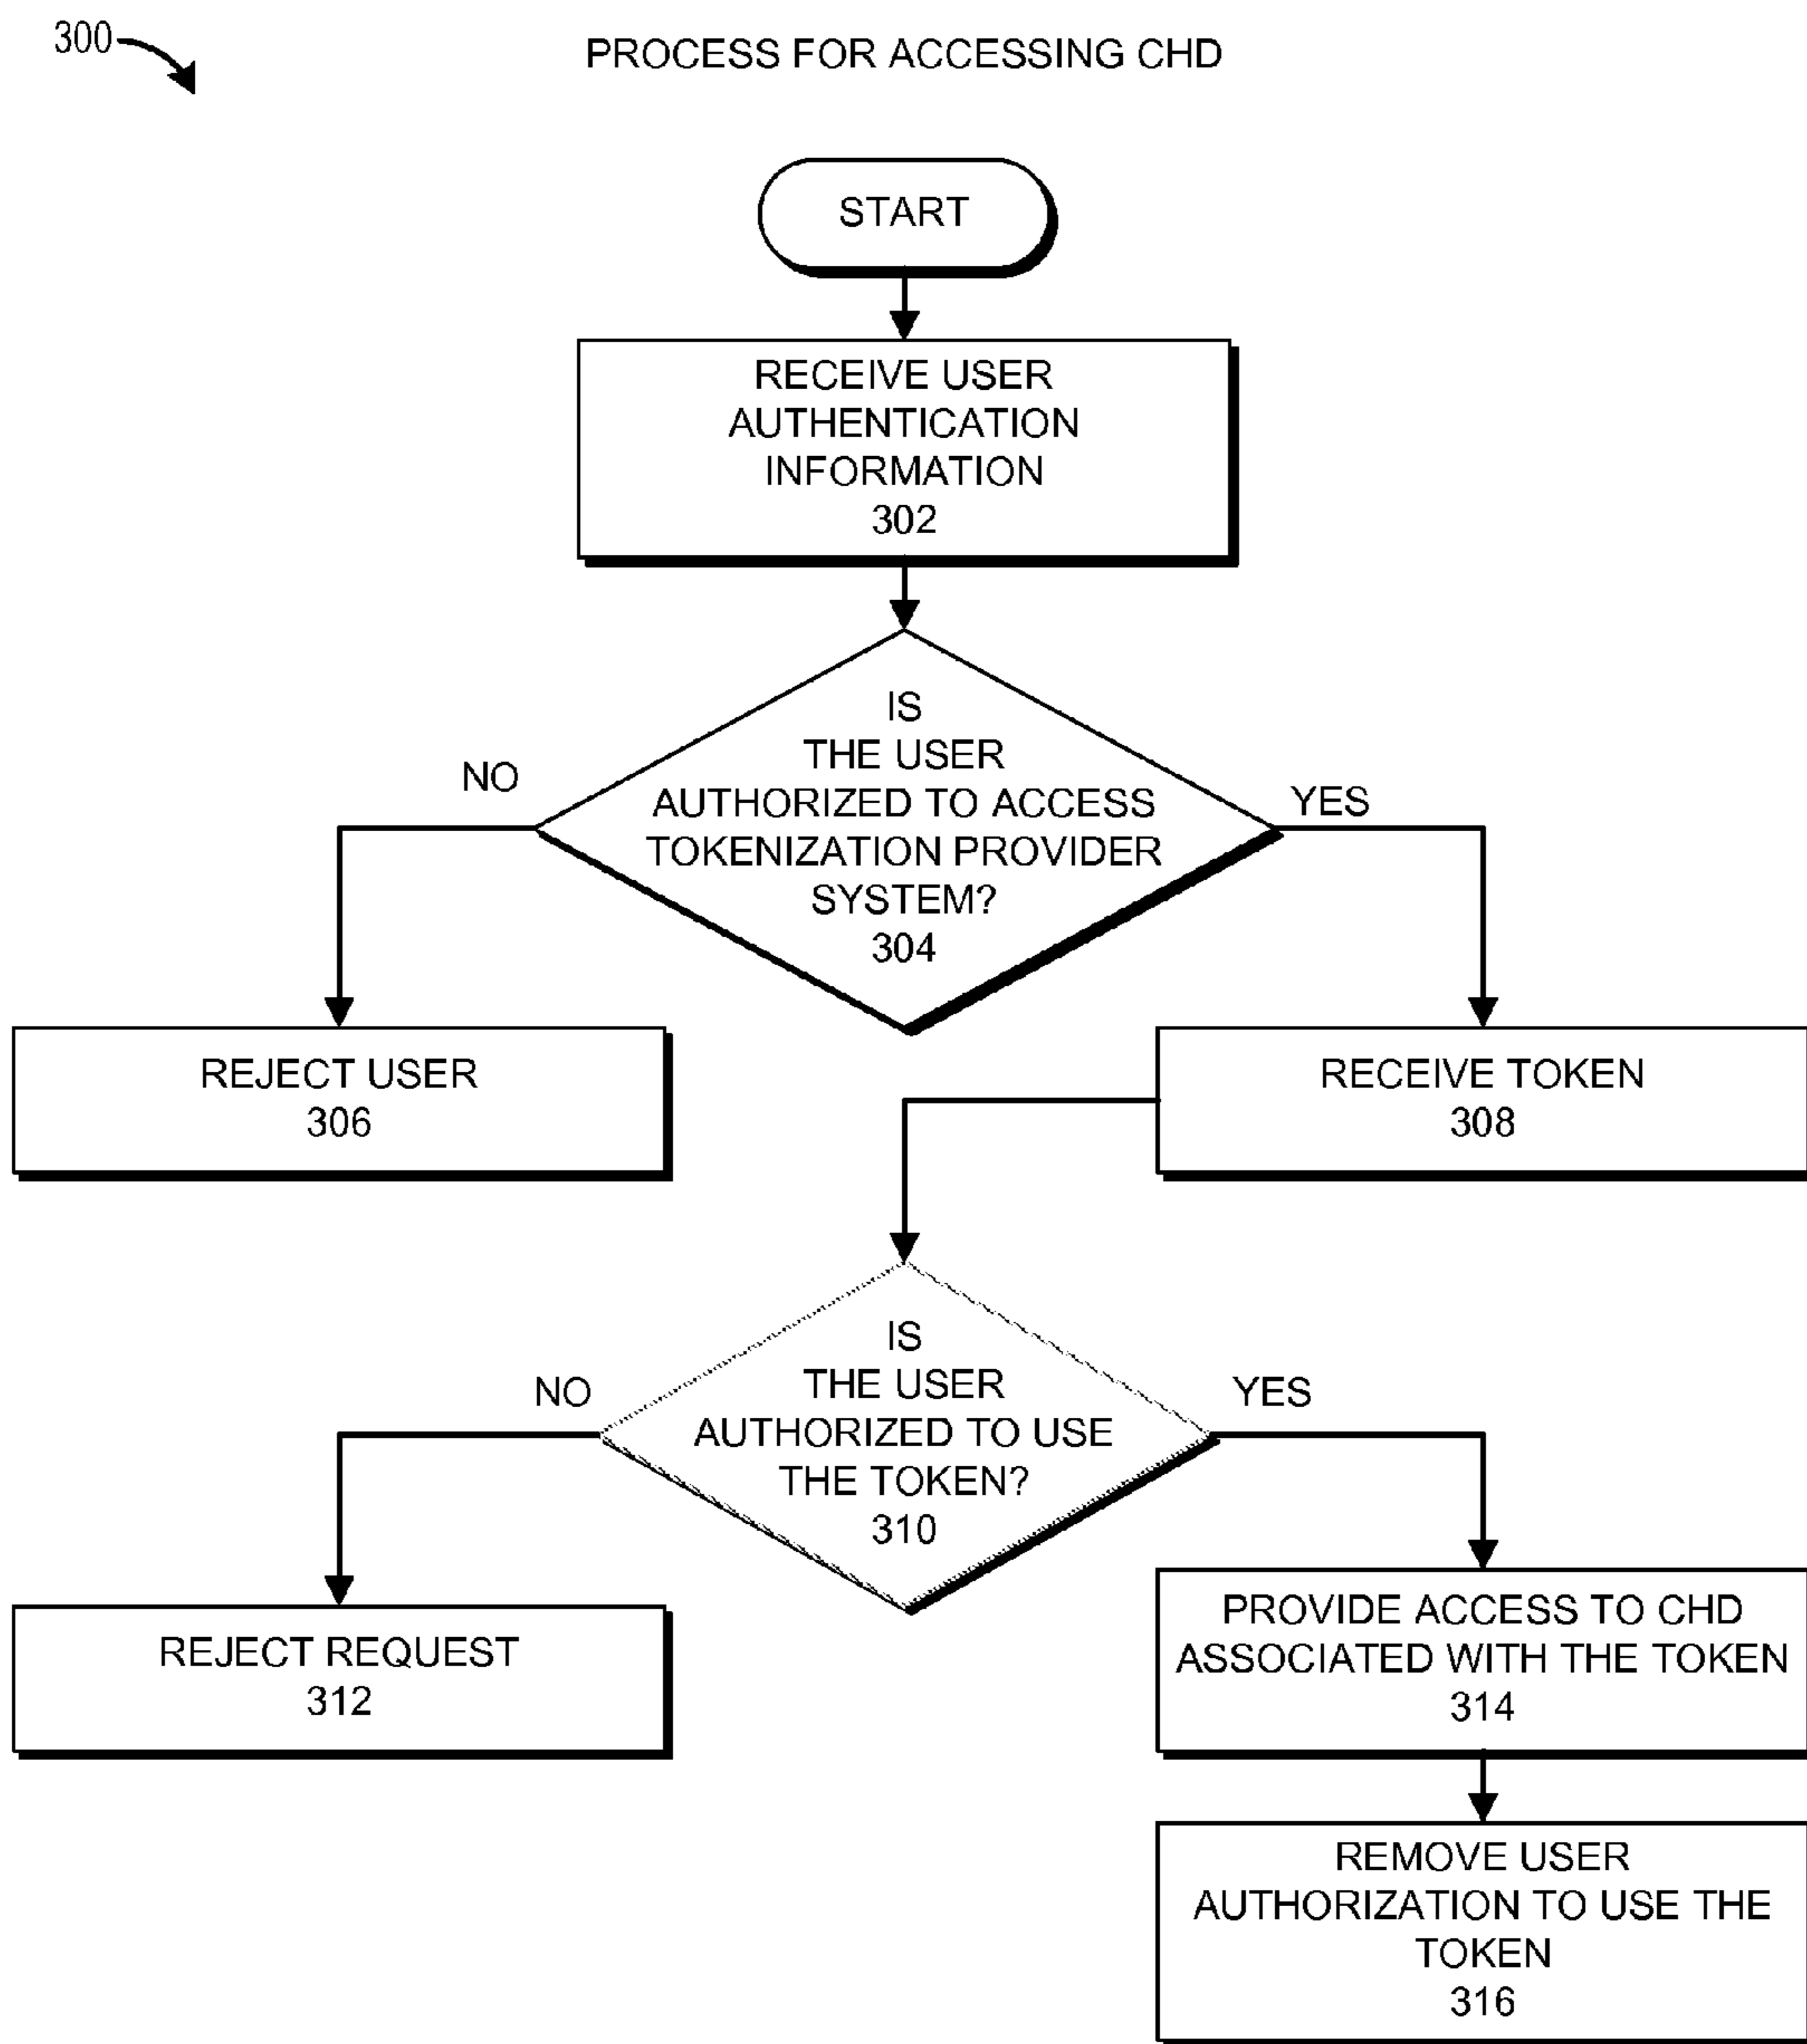 300
PROCESS FOR ACCESSING CHD
START
RECEIVE USER
AUTHENTICATION
INFORMATION
302
IS
THE USER
AUTHORIZED TO ACCESS
TOKENIZATION PROVIDER
SYSTEM?
304
NO
YES
REJECT USER
306
RECEIVE TOKEN
308
IS
THE USER
AUTHORIZED TO USE
THE TOKEN?
310
NO
YES
REJECT REQUEST
312
PROVIDE ACCESS TO CHD
ASSOCIATED WITH THE TOKEN
314
REMOVE USER
AUTHORIZATION TO USE THE
TOKEN
316